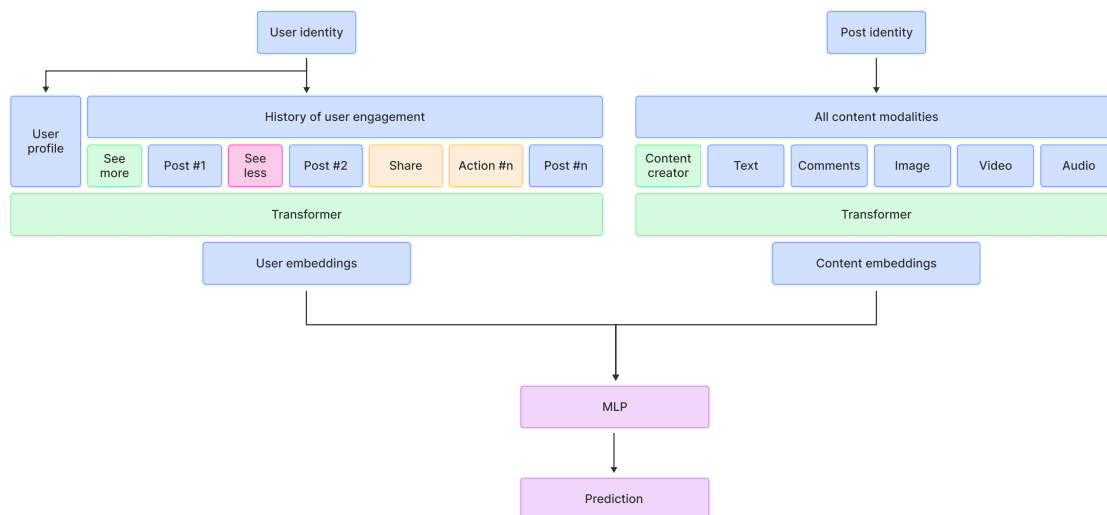 User identity
Post identity
User
profile
History of user engagement
All content modalities
See
more
Post #1
See
less
Post #2
Share
Action #n
Post #n
Content
creator
Text
Comments
Image
Video
Audio
Transformer
Transformer
User embeddings
Content embeddings
MLP
Prediction